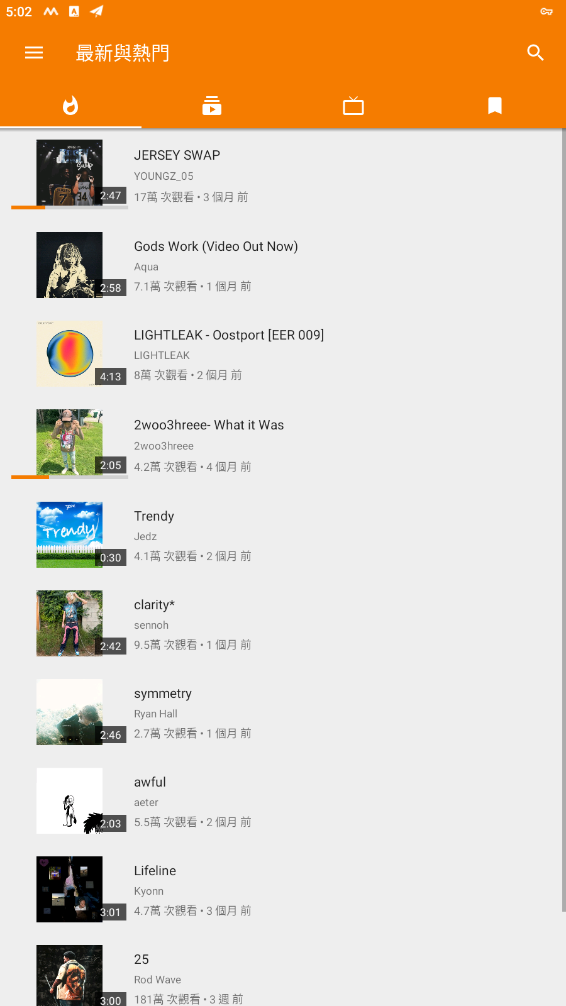 5:02
最新與熱門
JERSEY SWAP
YOUNGZ_05
2:47
17萬 次觀看 • 3 個月 前
Gods Work (Video Out Now)
Aqua
2:58
7.1萬 次觀看 • 1 個月 前
LIGHTLEAK - Oostport [EER 009]
LIGHTLEAK
4:13
8萬 次觀看 • 2 個月 前
2woo3hreee- What it Was
2woo3hreee
2:05
4.2萬 次觀看 • 4 個月 前
Trendy
Trendy
Jedz
0:30
4.1萬 次觀看 • 2 個月 前
clarity*
sennoh
2:42
9.5萬 次觀看 • 1 個月 前
symmetry
Ryan Hall
2:46
2.7萬 次觀看 • 1 個月 前
awful
aeter
2:03
5.5萬 次觀看 • 2 個月 前
Lifeline
Kyonn
3:01
4.7萬 次觀看 • 3 個月 前
25
Rod Wave
3:00
181萬 次觀看 • 3 週 前